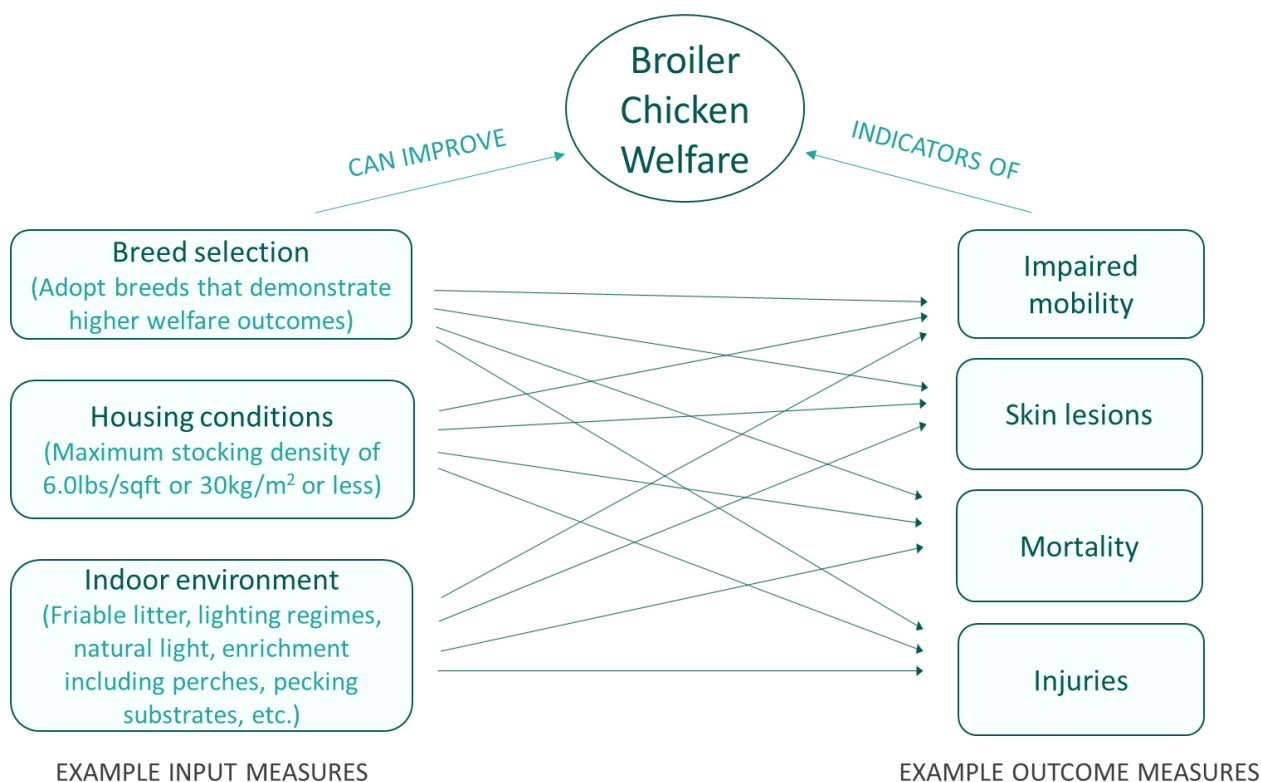 Broiler
Chicken
Welfare
CAN IMPROVE
INDICATORS OF
Breed selection
(Adopt breeds that demonstrate
higher welfare outcomes)
Housing conditions
(Maximum stocking density of
6.0lbs/sqft or 30kg/m² or less)
Indoor environment
(Friable litter, lighting regimes,
natural light, enrichment
including perches, pecking
substrates, etc.)
EXAMPLE INPUT MEASURES
Impaired
mobility
Skin lesions
Mortality
Injuries
EXAMPLE OUTCOME MEASURES